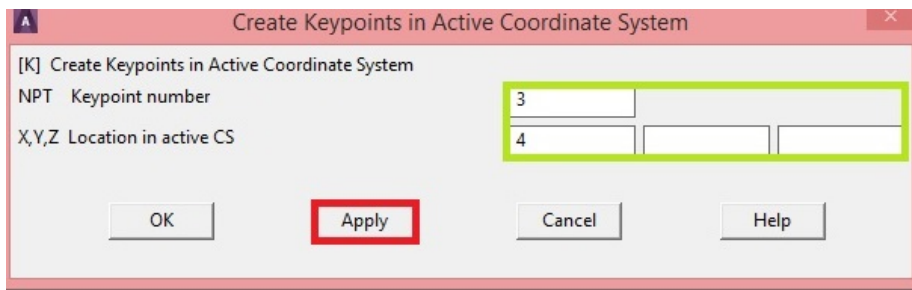 A
Create Keypoints in Active Coordinate System
[K] Create Keypoints in Active Coordinate System
NPT Keypoint number 3
X,Y,Z Location in active CS 4
OK Apply Cancel Help